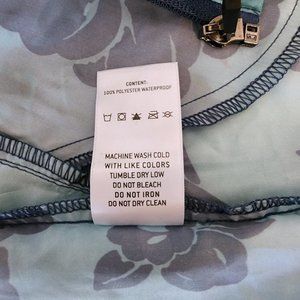 CONTENT:
100% POLYESTER WATERPROOF
MACHINE WASH COLD
WITH LIKE COLORS
TUMBLE DRY LOW
DO NOT BLEACH
DO NOT IRON
DO NOT DRY CLEAN